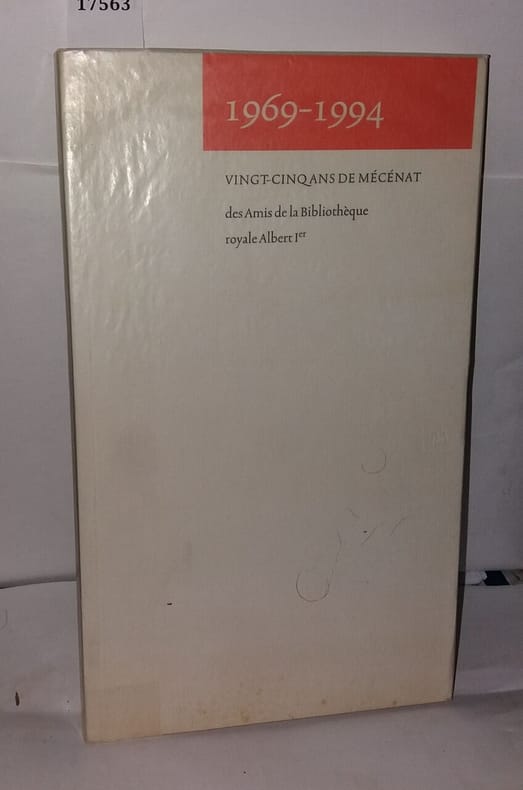 17563
1969–1994
VINGT-CINQ ANS DE MÉCÉNAT
des Amis de la Bibliothèque
royale Albert Ier